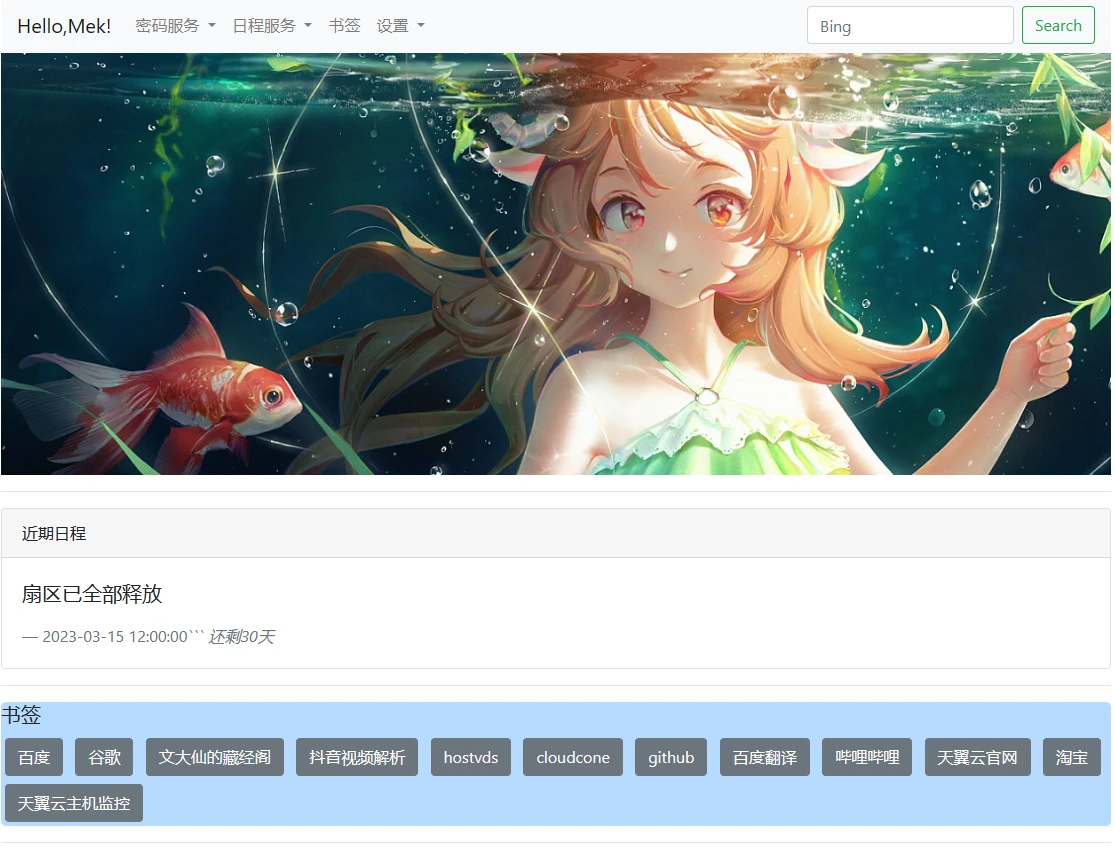 Hello,Mek! 密码服务 日程服务 书签 设置 Bing Search
近期日程
扇区已全部释放
— 2023-03-15 12:00:00``` 还剩30天
书签
百度 谷歌 文大仙的藏经阁 抖音视频解析 hostvds cloudcone github 百度翻译 哔哩哔哩 天翼云官网 淘宝
天翼云主机监控